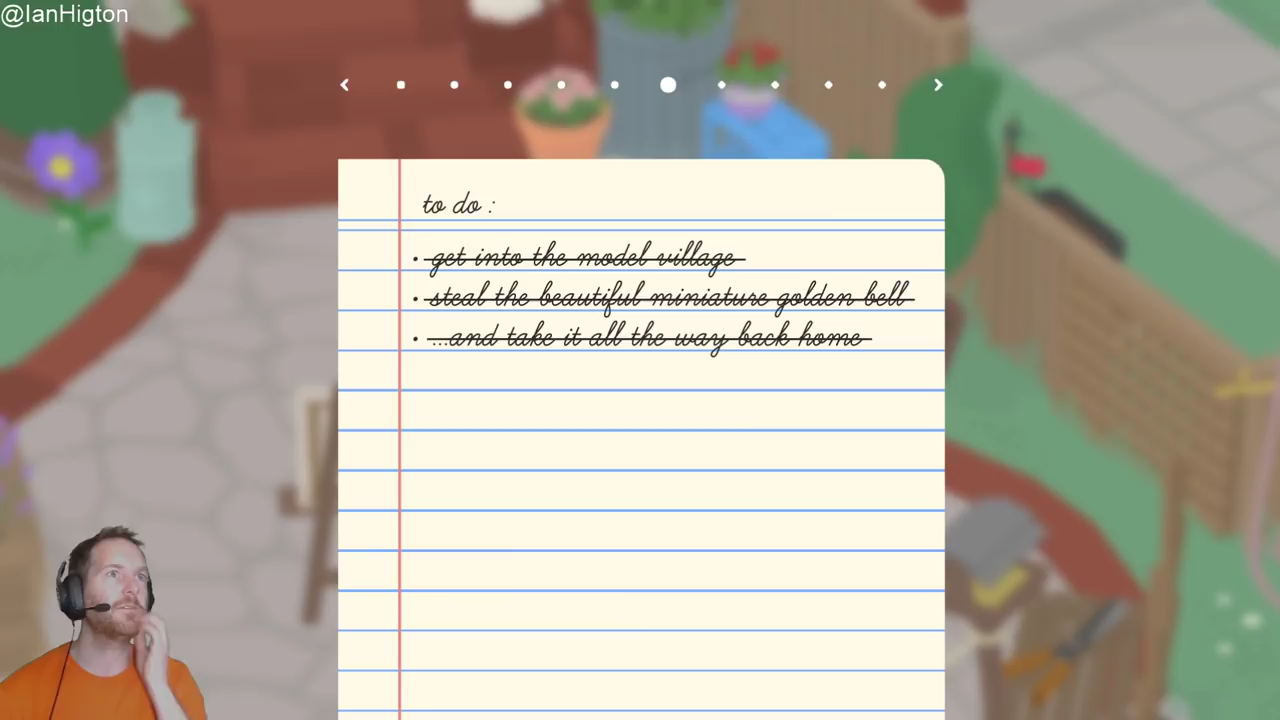 @IanHigton
to do :
• get into the model village
• steal the beautiful miniature golden bell
• ...and take it all the way back home